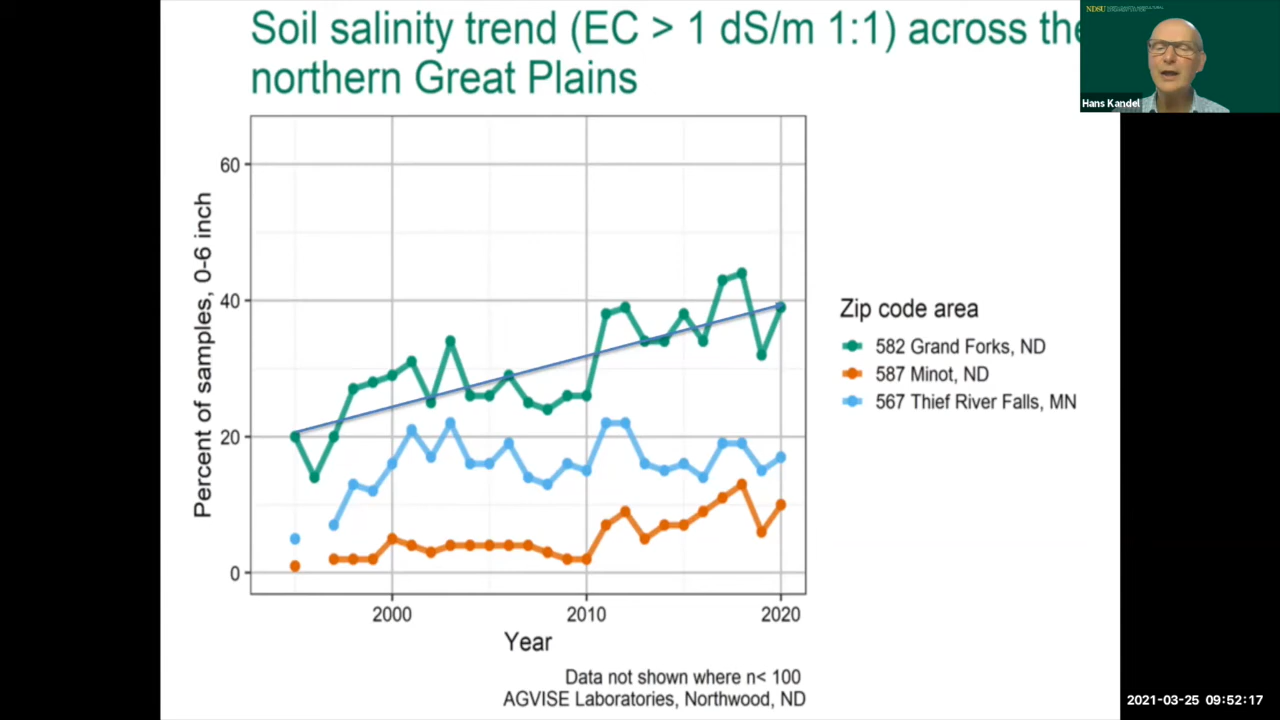 Soil salinity trend (EC > 1 dS/m 1:1) across the
northern Great Plains
NDSU
Hans Kandel
Percent of samples, 0-6 inch
60
40
20
0
2000
2010
2020
Year
Zip code area
582 Grand Forks, ND
587 Minot, ND
567 Thief River Falls, MN
Data not shown where n< 100
AGVISE Laboratories, Northwood, ND
2021-03-25 09:52:17